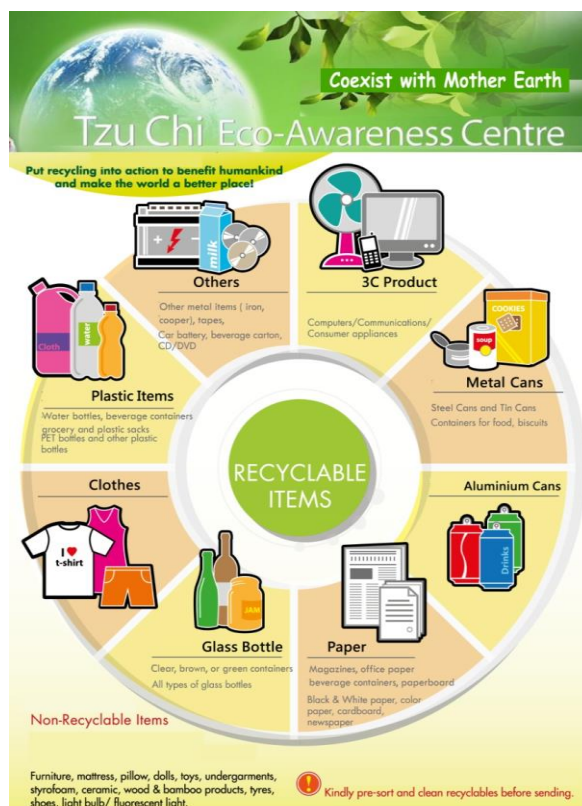 Coexist with Mother Earth
Tzu Chi Eco-Awareness Centre
Put recycling into action to benefit humankind
and make the world a better place!
milk
Others
Other metal items ( iron,
cooper), tapes,
Car battery, beverage carton,
CD/DVD
3C Product
Computers/Communications/
Consumer appliances
COOKIES
soup
Metal Cans
Steel Cans and Tin Cans
Containers for food, biscuits
Cloth
water
Plastic Items
Water bottles, beverage containers
grocery and plastic sacks
PET bottles and other plastic
bottles
RECYCLABLE
ITEMS
Clothes
I
t-shirt
Aluminium Cans
Drinks
JAM
Glass Bottle
Clear, brown, or green containers
All types of glass bottles
Paper
Magazines, office paper
beverage containers, paperboard
Black & White paper, color
paper, cardboard,
newspaper
Non-Recyclable Items
Furniture, mattress, pillow, dolls, toys, undergarments,
styrofoam, ceramic, wood & bamboo products, tyres,
shoes, light bulb/ fluorescent light.
Kindly pre-sort and clean recyclables before sending.